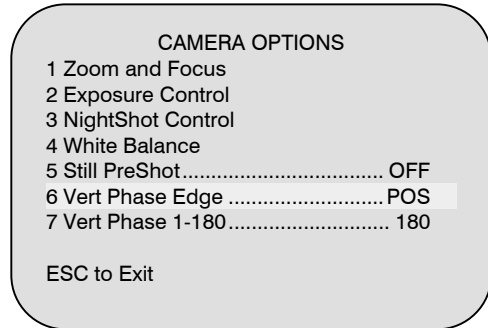 CAMERA OPTIONS
1 Zoom and Focus
2 Exposure Control
3 NightShot Control
4 White Balance
5 Still PreShot................................... OFF
6 Vert Phase Edge ...........................POS
7 Vert Phase 1-180............................ 180
ESC to Exit